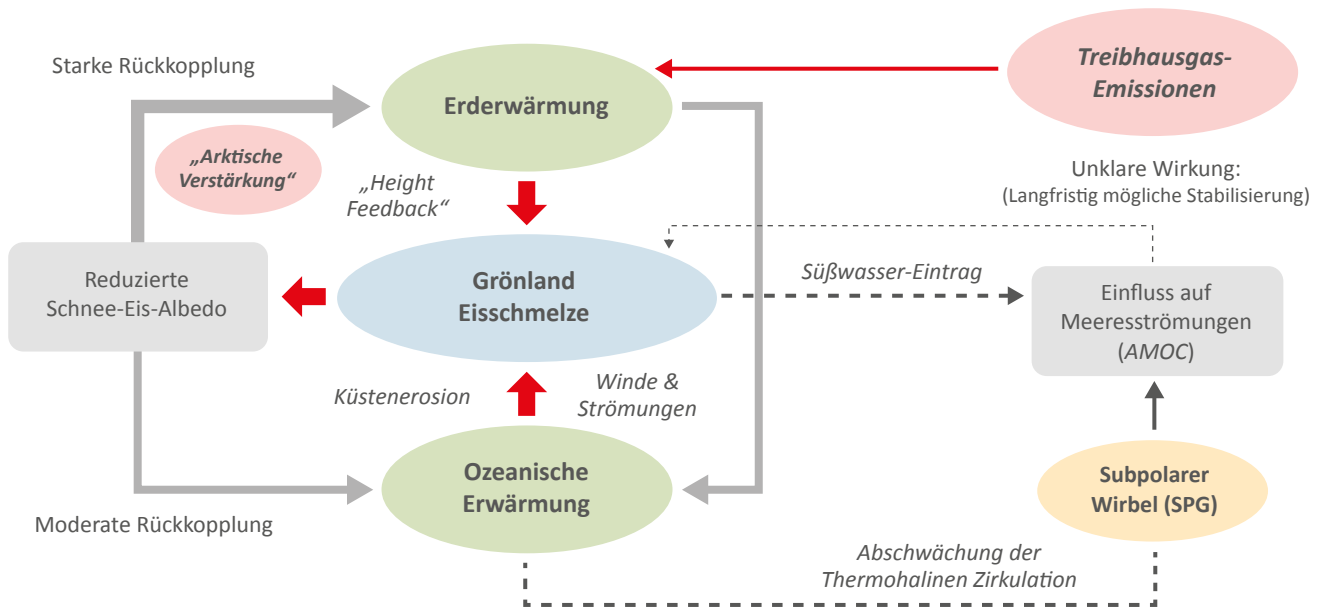 Starke Rückkopplung
Erderwärmung
Treibhausgas-
Emissionen
„Arktische
Verstärkung“
„Height
Feedback“
Unklare Wirkung:
(Langfristig mögliche Stabilisierung)
Reduzierte
Schnee-Eis-Albedo
Grönland
Eisschmelze
Süßwasser-Eintrag
Einfluss auf
Meeresströmungen
(AMOC)
Küstenerosion
Winde &
Strömungen
Ozeanische
Erwärmung
Subpolarer
Wirbel (SPG)
Moderate Rückkopplung
Abschwächung der
Thermohalinen Zirkulation